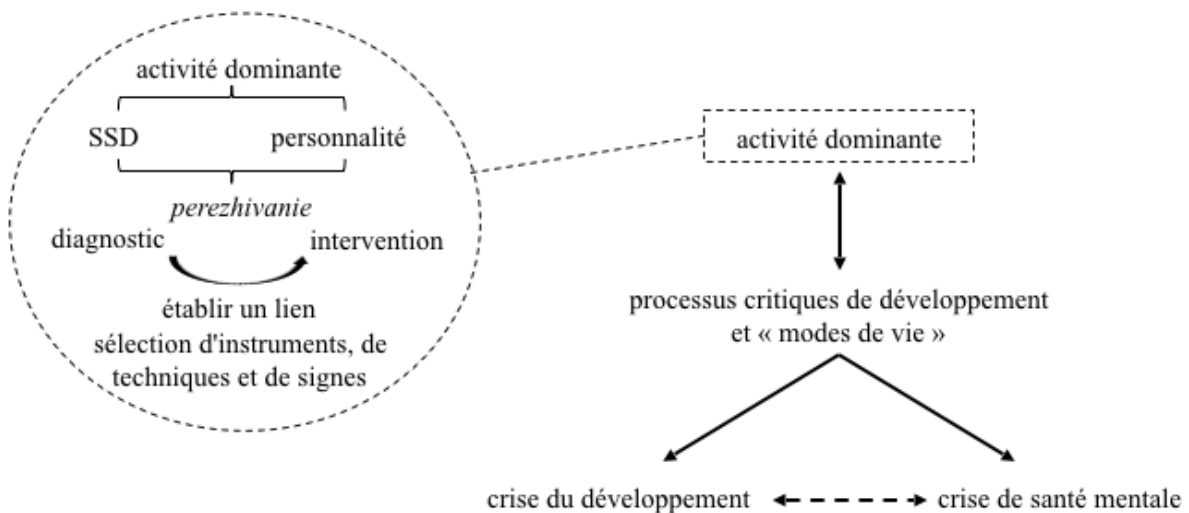 activité dominante
SSD personnalité
perezhivanie
diagnostic intervention
établir un lien
sélection d'instruments, de
techniques et de signes
activité dominante
processus critiques de développement
et « modes de vie »
crise du développement crise de santé mentale